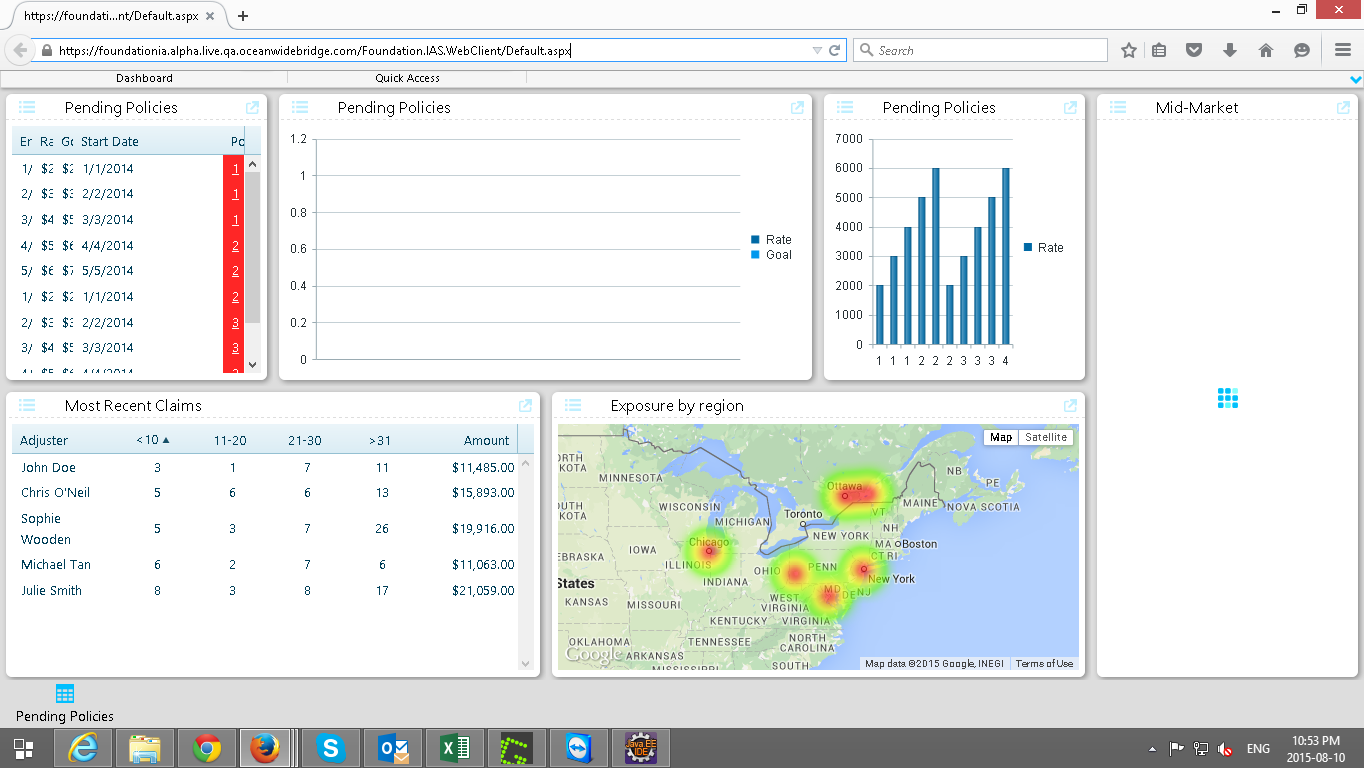 https://foundati...nt/Default.aspx
https://foundationia.alpha.live.qa.oceanwidebridge.com/Foundation.IAS.WebClient/Default.aspx
Search
Dashboard
Quick Access
Pending Policies
Er Ra Go Start Date Po
1/ $2 $2 1/1/2014 1
2/ $3 $3 2/2/2014 1
3/ $4 $5 3/3/2014 1
4/ $5 $6 4/4/2014 2
5/ $6 $7 5/5/2014 2
1/ $2 $2 1/1/2014 2
2/ $3 $3 2/2/2014 3
3/ $4 $5 3/3/2014 3
Pending Policies
1.2
1
0.8
0.6
0.4
0.2
0
Rate
Goal
Pending Policies
7000
6000
5000
4000
3000
2000
1000
0
1 1 1 2 2 2 3 3 3 4
Rate
Mid-Market
Most Recent Claims
Adjuster <10 11-20 21-30 >31 Amount
John Doe 3 1 7 11 $11,485.00
Chris O'Neil 5 6 6 13 $15,893.00
Sophie
Wooden 5 3 7 26 $19,916.00
Michael Tan 6 2 7 6 $11,063.00
Julie Smith 8 3 8 17 $21,059.00
Exposure by region
Map Satellite
ORTH
KOTA
MINNESOTA
NB
PE
Ottawa
MAINE
NOVA SCOTIA
UTH
KOTA
WISCONSIN
VT
Toronto
MICHIGAN
NH
NEW YORK
MA
Boston
Chicago
IOWA
CT RI
EBRASKA
ILLINOIS
OHIO
PENN
New York
States
INDIANA
MD
DE
NJ
KANSAS
MISSOURI
WEST
VIRGINIA
KENTUCKY
VIRGINIA
OKLAHOMA
TENNESSEE
NORTH
CAROLINA
Google
ARKANSAS
MISSISSIPPI
SOUTH
Map data ©2015 Google, INEGI
Terms of Use
Pending Policies
Java EE
IDE
ENG
10:53 PM
2015-08-10